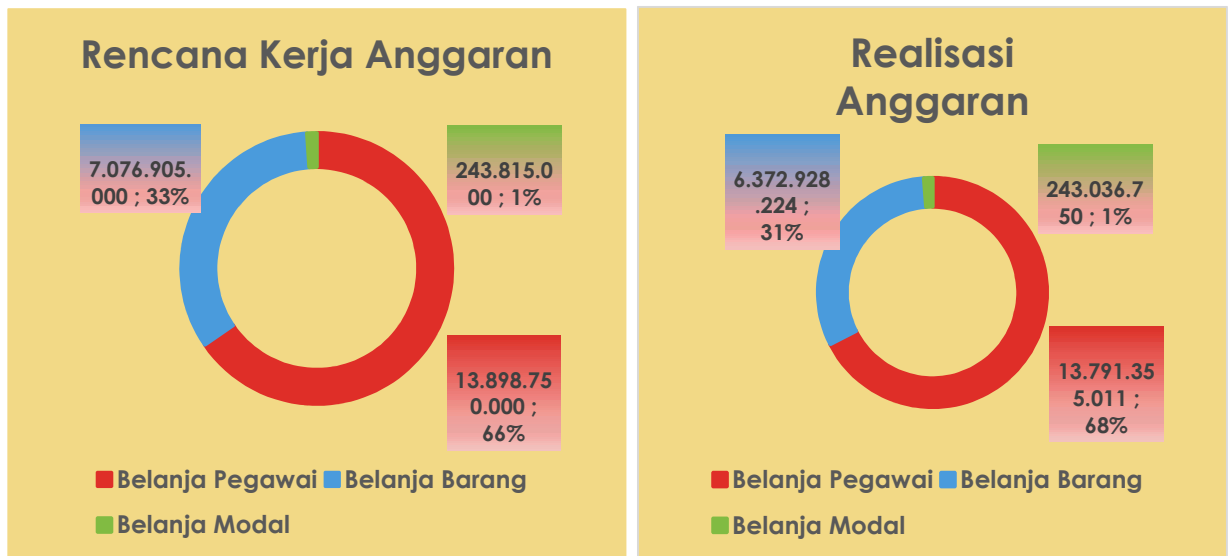 Rencana Kerja Anggaran
7.076.905.
000 ; 33%
243.815.0
00 ; 1%
13.898.75
0.000 ;
66%
Belanja Pegawai Belanja Barang
Belanja Modal
Realisasi
Anggaran
6.372.928
.224 ;
31%
243.036.7
50 ; 1%
13.791.35
5.011 ;
68%
Belanja Pegawai Belanja Barang
Belanja Modal